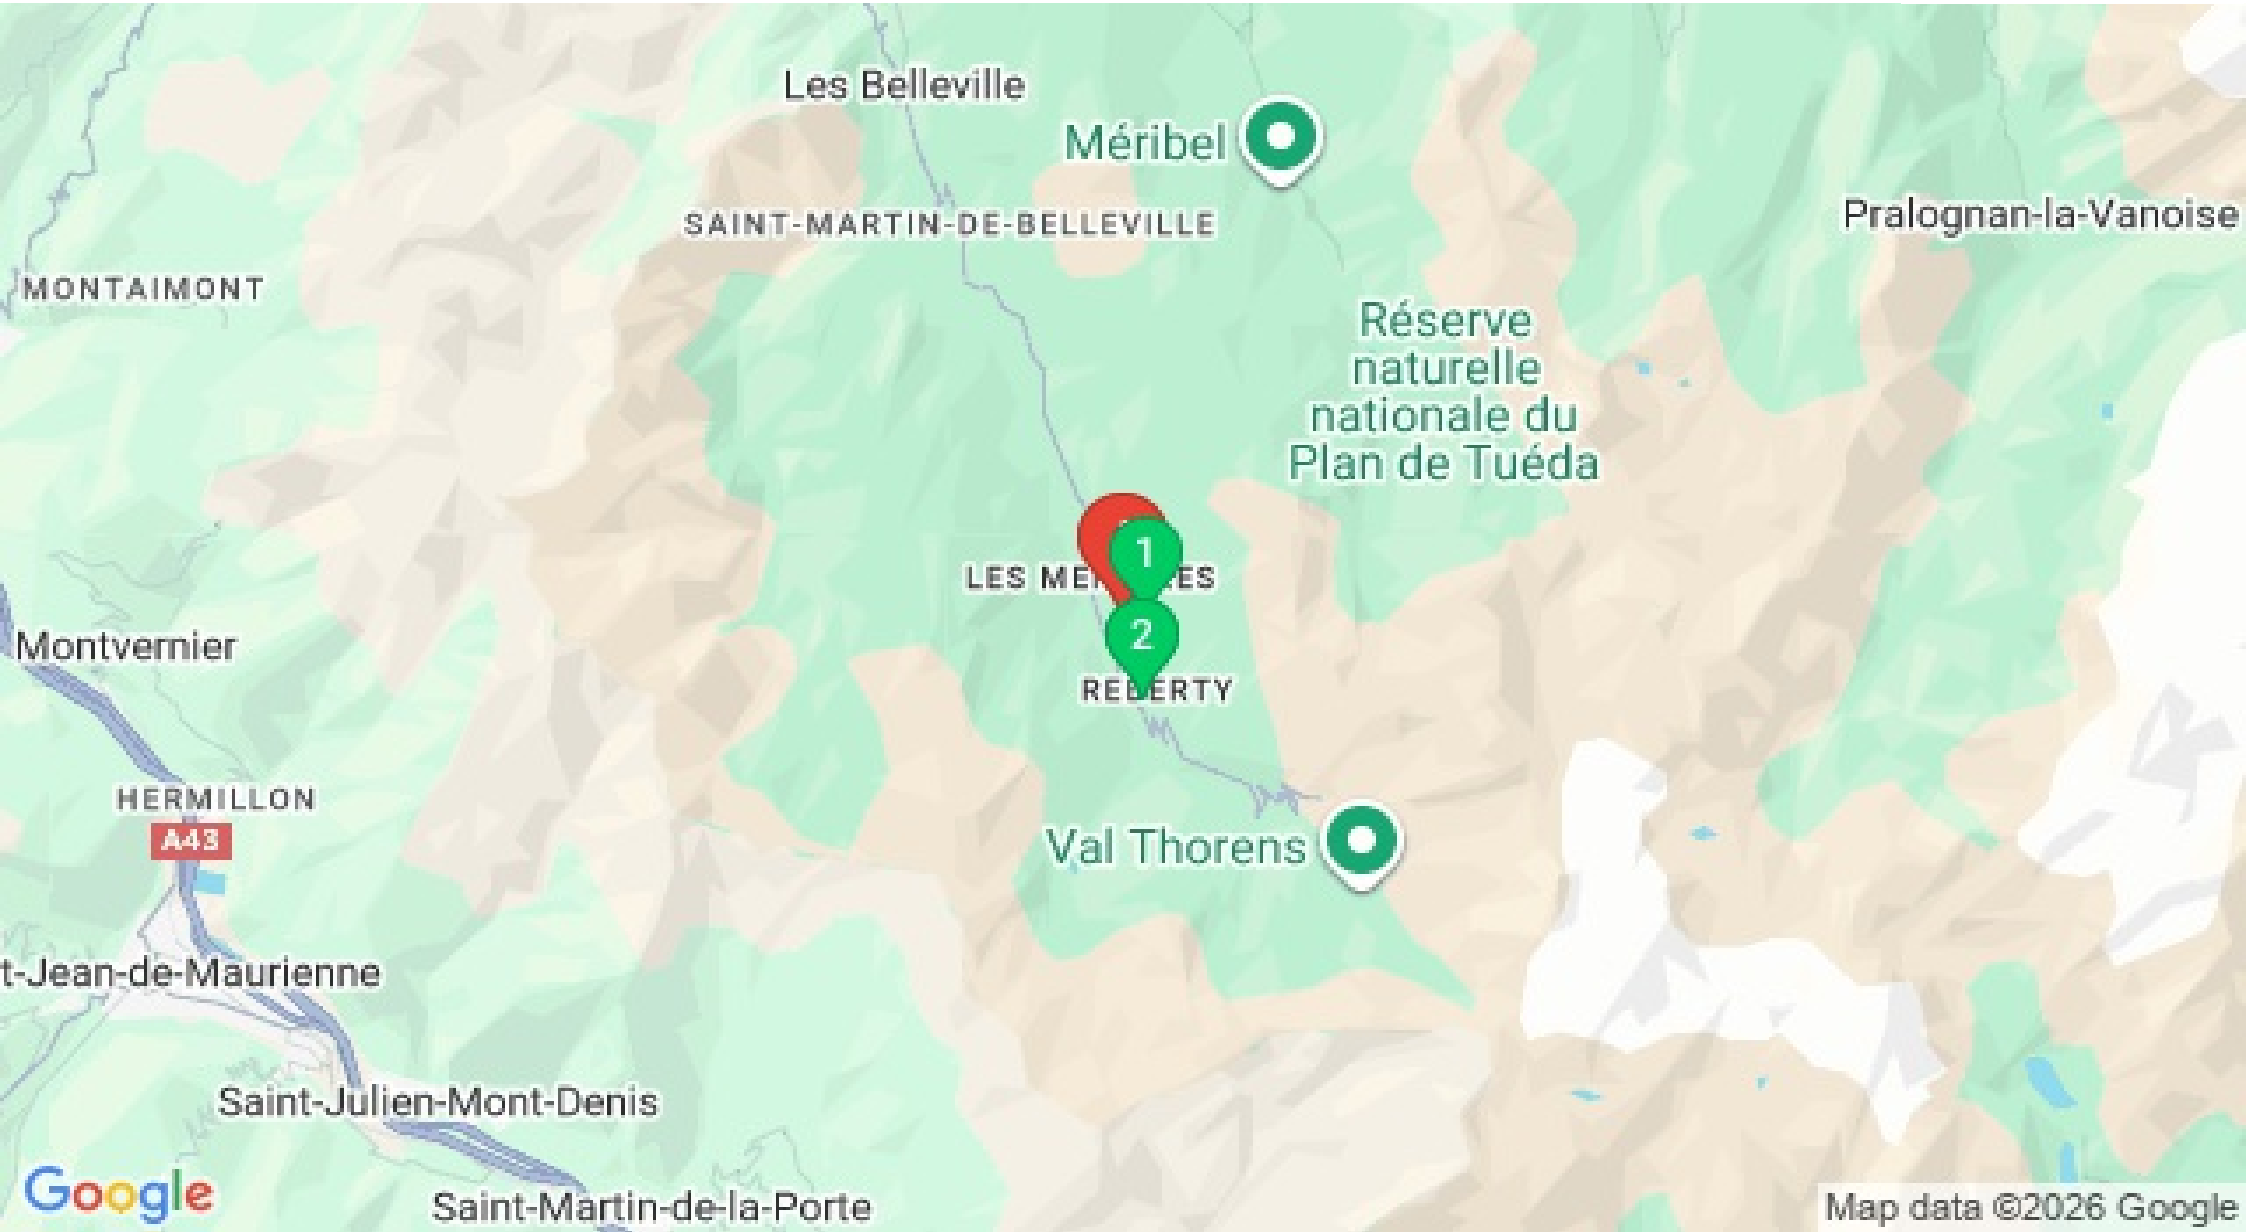 Les Belleville
Méribel
SAINT-MARTIN-DE-BELLEVILLE
Pralognan-la-Vanoise
MONTAIMONT
Réserve
naturelle
nationale du
Plan de Tuéda
1
2
Montvernier
HERMILLON
A43
Val Thorens
t-Jean-de-Maurienne
Saint-Julien-Mont-Denis
Saint-Martin-de-la-Porte
Google
Map data ©2026 Google